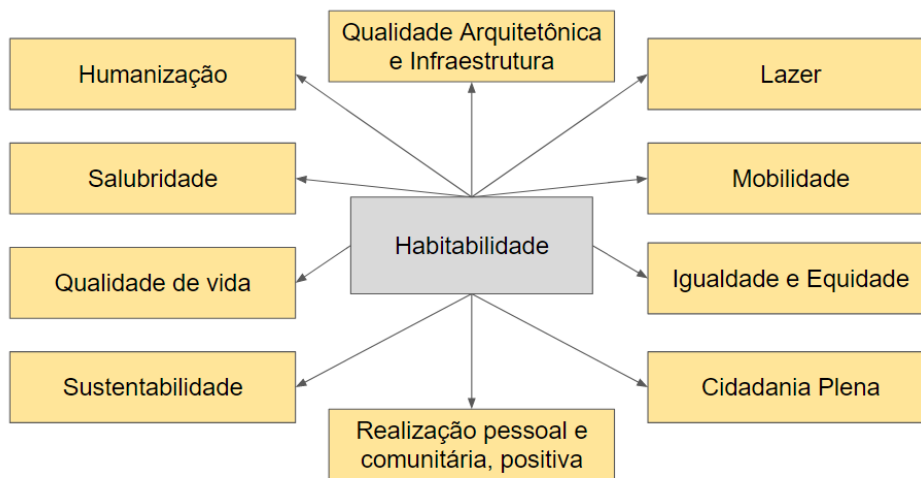 Qualidade Arquitetônica
e Infraestrutura
Humanização
Lazer
Salubridade
Mobilidade
Habitabilidade
Qualidade de vida
Igualdade e Equidade
Sustentabilidade
Cidadania Plena
Realização pessoal e
comunitária, positiva